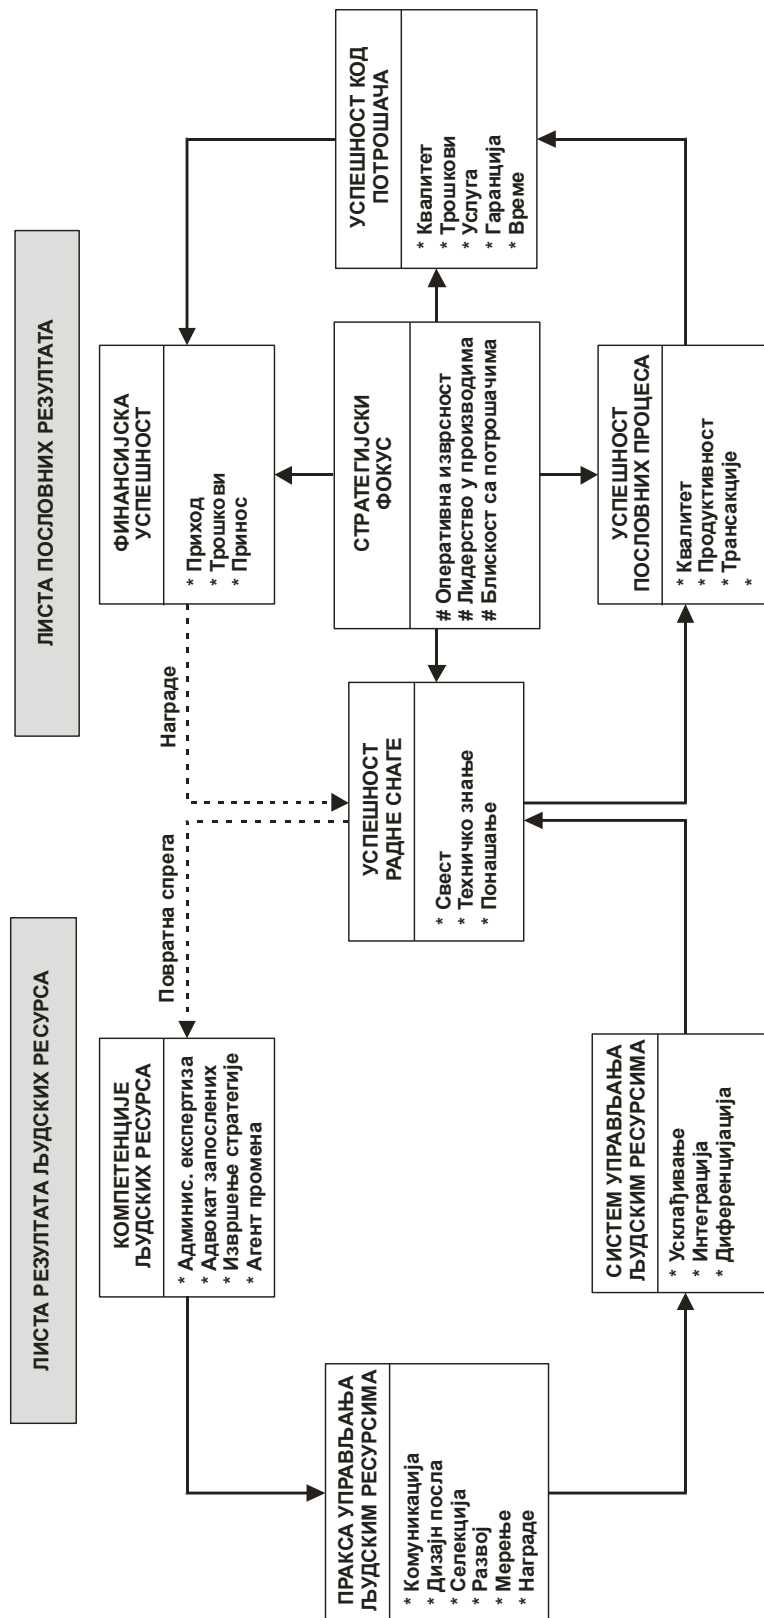 ЛИСТА РЕЗУЛТАТА ЉУДСКИХ РЕСУРСА
ЛИСТА ПОСЛОВНИХ РЕЗУЛТАТА
КОМПЕТЕНЦИЈЕ
ЉУДСКИХ РЕСУРСА
* Админис. експертиза
* Адвокат запослених
* Извршење стратегије
* Агент промена
Повратна спрега
Награде
ФИНАНСИЈСКА
УСПЕШНОСТ
* Приход
* Трошкови
* Принос
ПРАКСА УПРАВЉАЊА
ЉУДСКИМ РЕСУРСИМА
* Комуникација
* Дизајн посла
* Селекција
* Развој
* Мерење
* Награде
УСПЕШНОСТ
РАДНЕ СНАГЕ
* Свест
* Техничко знање
* Понашање
СТРАТЕГИЈСКИ
ФОКУС
# Оперативна изврсност
# Лидерство у производима
# Блискост са потрошачима
УСПЕШНОСТ КОД
ПОТРОШАЧА
* Квалитет
* Трошкови
* Услуга
* Гаранција
* Време
СИСТЕМ УПРАВЉАЊА
ЉУДСКИМ РЕСУРСИМА
* Усклађивање
* Интеграција
* Диференцијација
УСПЕШНОСТ
ПОСЛОВНИХ ПРОЦЕСА
* Квалитет
* Продуктивност
* Трансакције
*